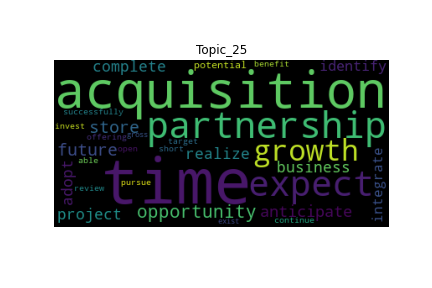 Topic_25
complete potential benefit identify
acquisition
successfully
partnership
invest store offering cross target
future able short realize growth
business
adopt review pursue time expect integrate
open
project opportunity anticipate
exist continue